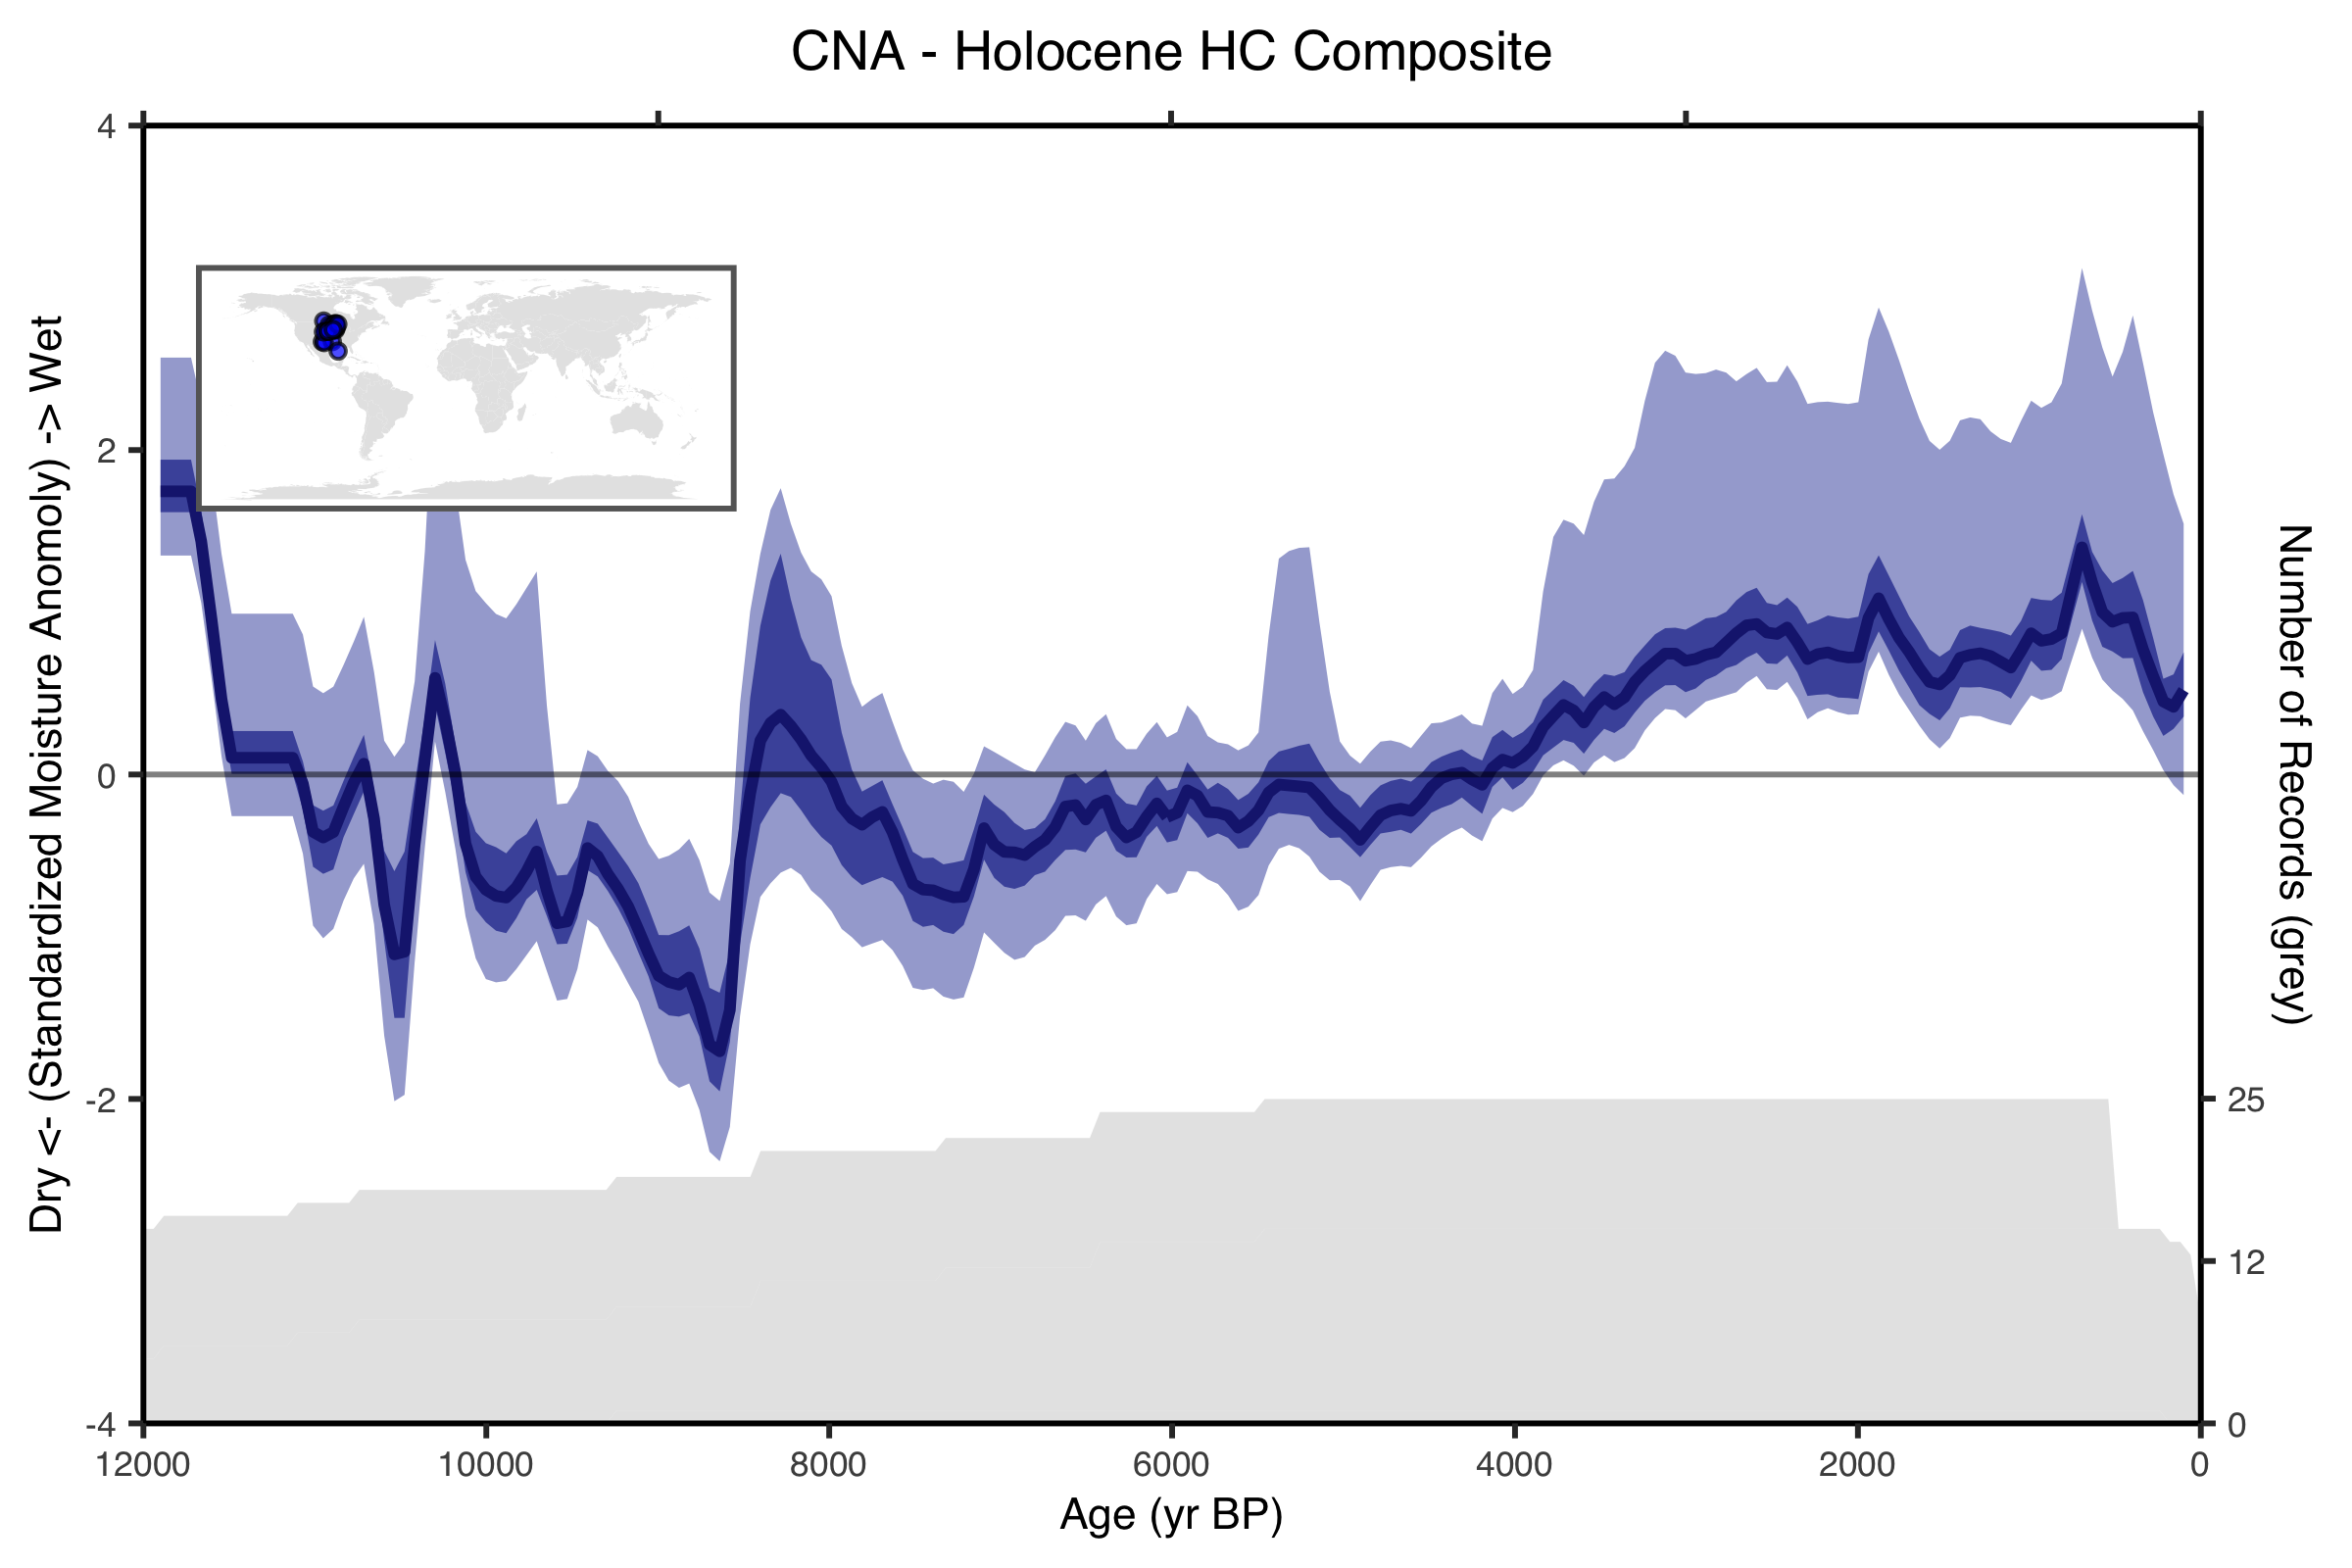 CNA - Holocene HC Composite
4
2
0
-2
-4
Dry <- (Standardized Moisture Anomoly) -> Wet
Number of Records (grey)
25
12
0
12000 10000 8000 6000 4000 2000 0
Age (yr BP)